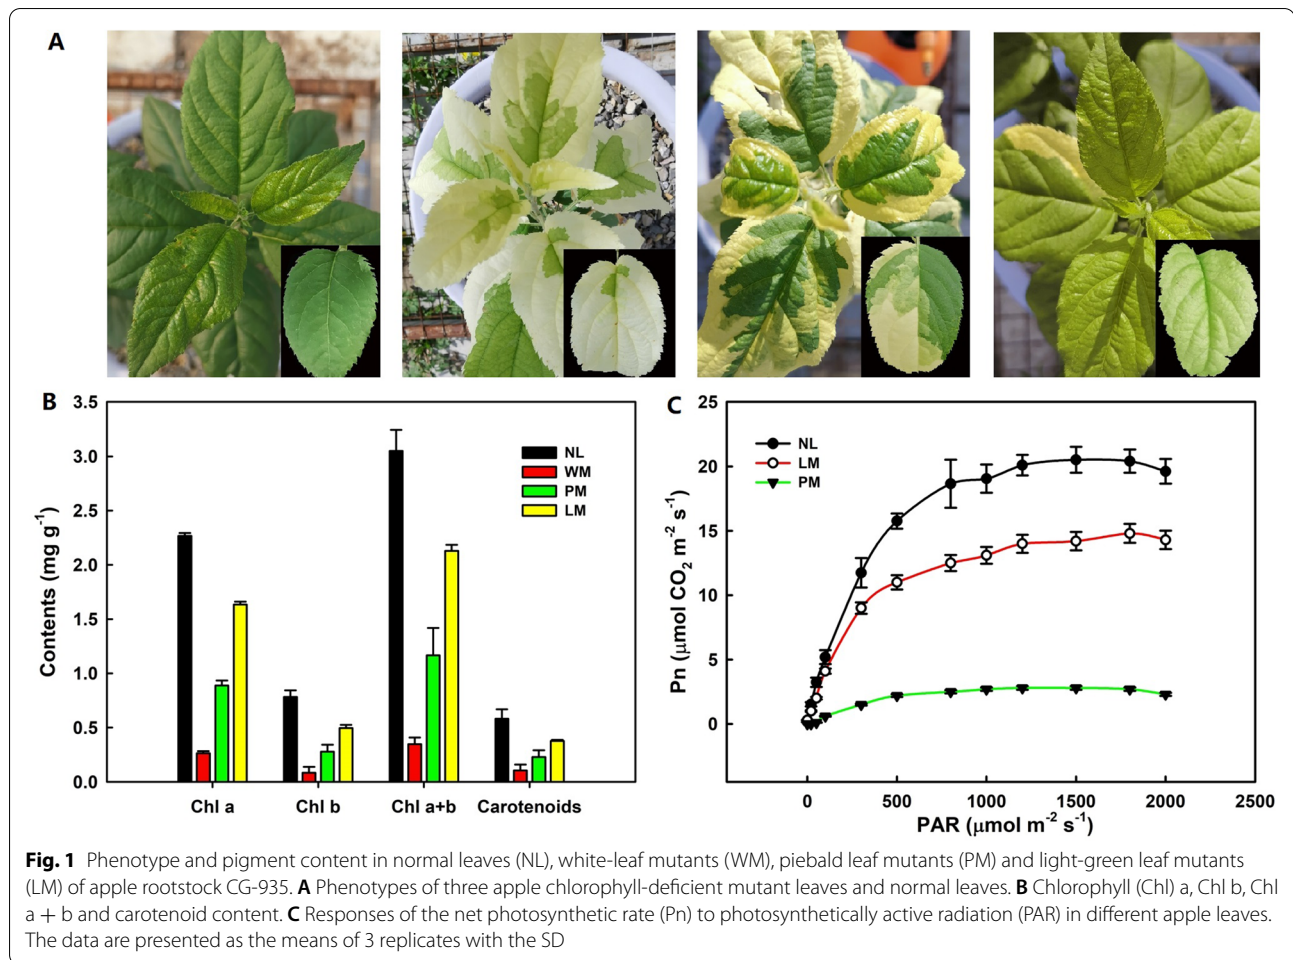 A
B
3.5
3.0
2.5
2.0
1.5
1.0
0.5
0.0
Contents (mg g⁻¹)
NL
WM
PM
LM
Chl a
Chl b
Chl a+b
Carotenoids
C
25
20
15
10
5
0
Pn (μmol CO₂ m⁻² s⁻¹)
NL
LM
PM
0
500
1000
1500
2000
2500
PAR (μmol m⁻² s⁻¹)
Fig. 1 Phenotype and pigment content in normal leaves (NL), white-leaf mutants (WM), piebald leaf mutants (PM) and light-green leaf mutants
(LM) of apple rootstock CG-935. A Phenotypes of three apple chlorophyll-deficient mutant leaves and normal leaves. B Chlorophyll (Chl) a, Chl b, Chl
a + b and carotenoid content. C Responses of the net photosynthetic rate (Pn) to photosynthetically active radiation (PAR) in different apple leaves.
The data are presented as the means of 3 replicates with the SD